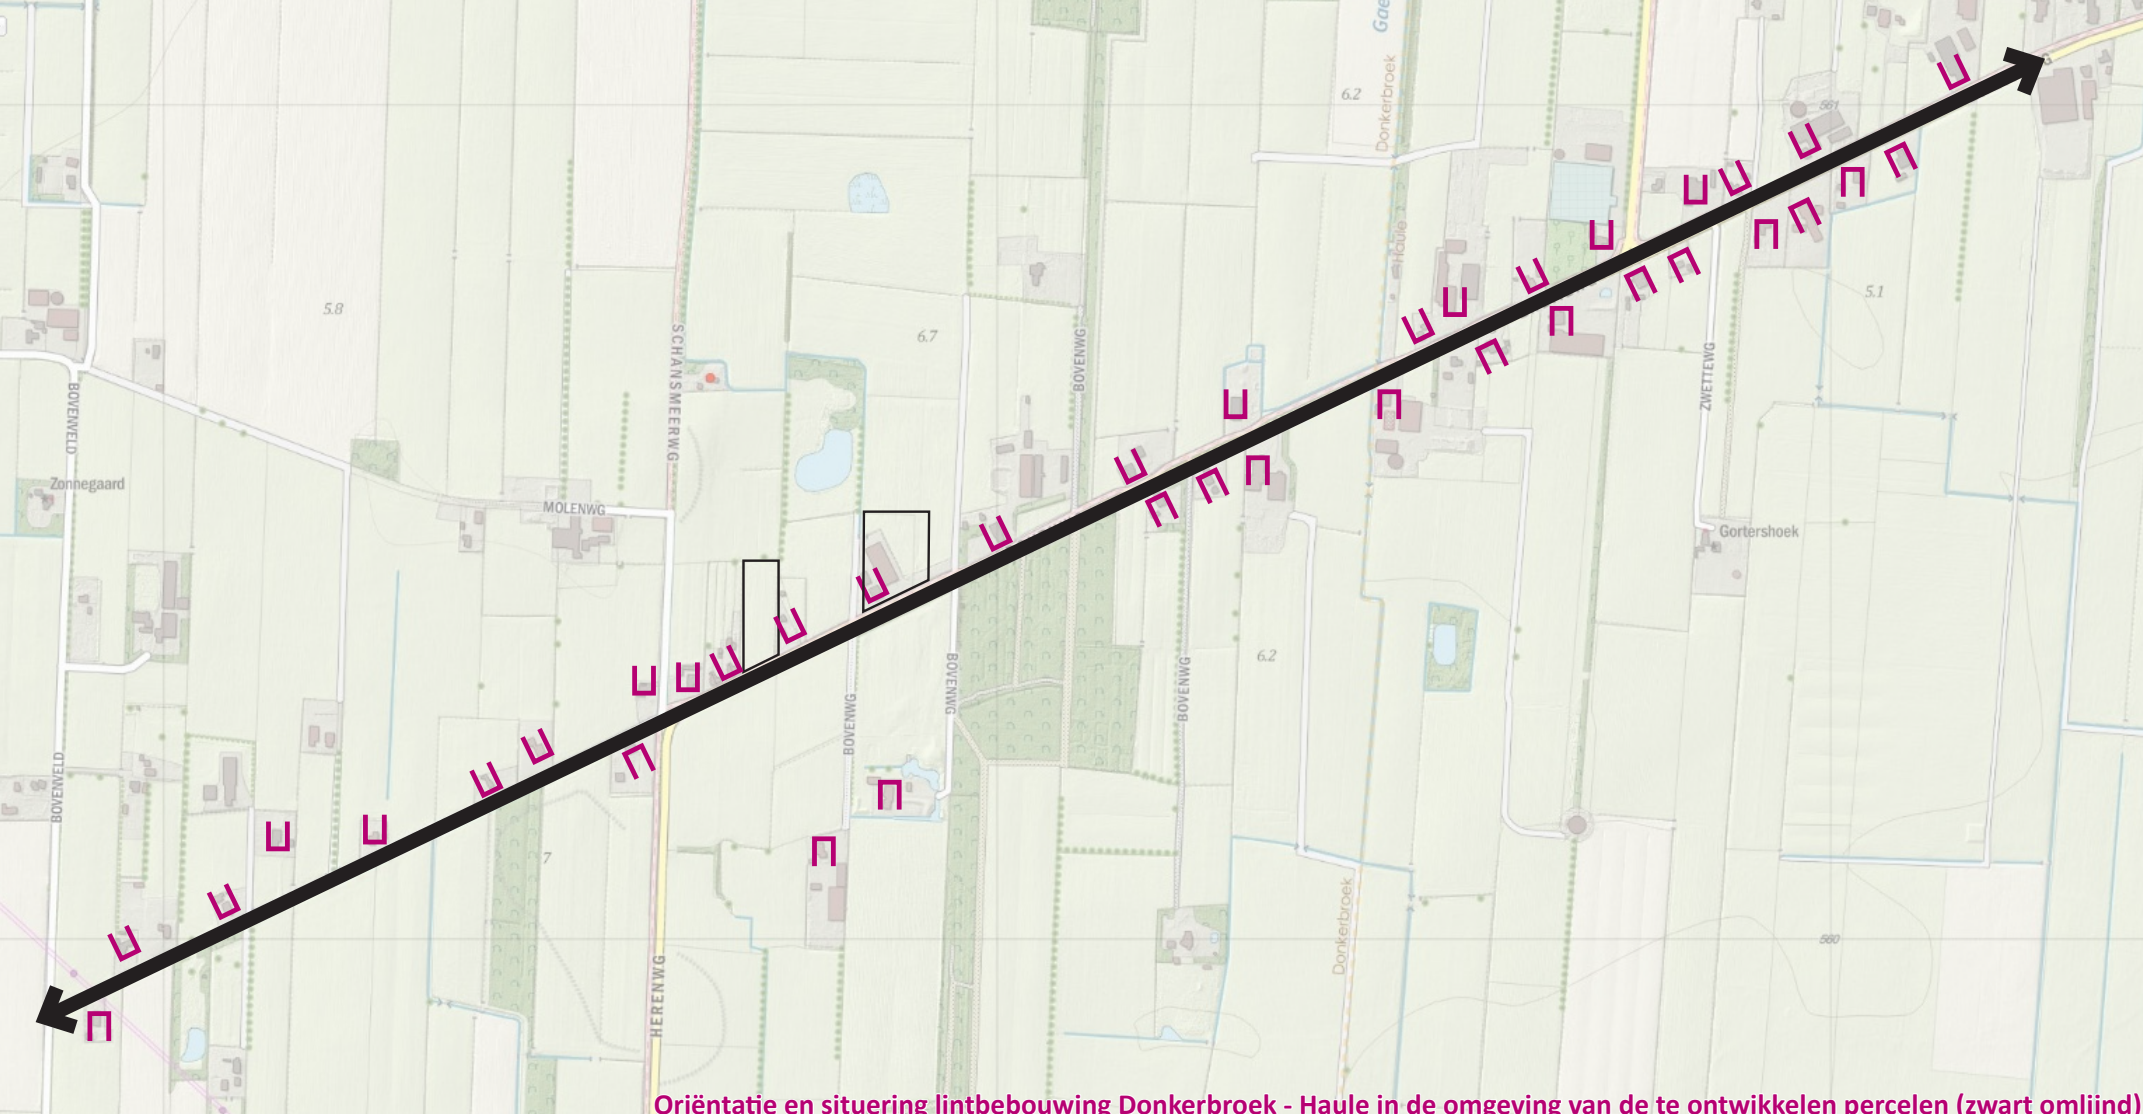 Gae
Donkerbroek
6.2
561
Haule
5.8
6.7
5.1
SCHANSMEERWG
BOVENWG
BOVENVELD
ZWETTEWG
Zonnegaard
MOLENWG
Gortershoek
6.2
BOVENWG
BOVENWG
BOVENWG
BOVENVELD
7
HERENWG
Donkerbroek
560
Oriëntatie en situering lintbebouwing Donkerbroek - Haule in de omgeving van de te ontwikkelen percelen (zwart omlijnd)